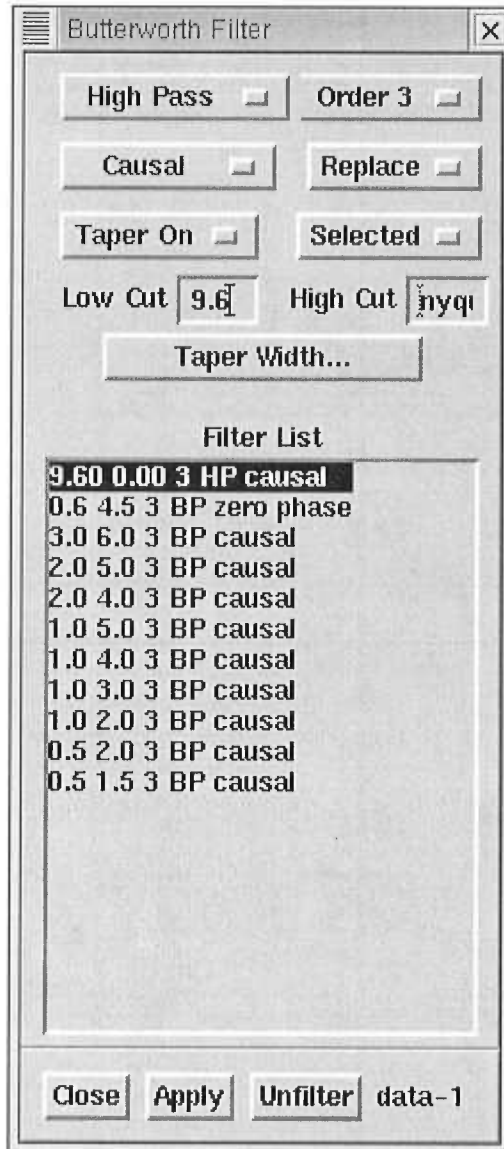 Butterworth Filter
High Pass Order 3
Causal Replace
Taper On Selected
Low Cut 9.6 High Cut nyqu
Taper Width...
Filter List
9.60 0.00 3 HP causal
0.6 4.5 3 BP zero phase
3.0 6.0 3 BP causal
2.0 5.0 3 BP causal
2.0 4.0 3 BP causal
1.0 5.0 3 BP causal
1.0 4.0 3 BP causal
1.0 3.0 3 BP causal
1.0 2.0 3 BP causal
0.5 2.0 3 BP causal
0.5 1.5 3 BP causal
Close Apply Unfilter data-1